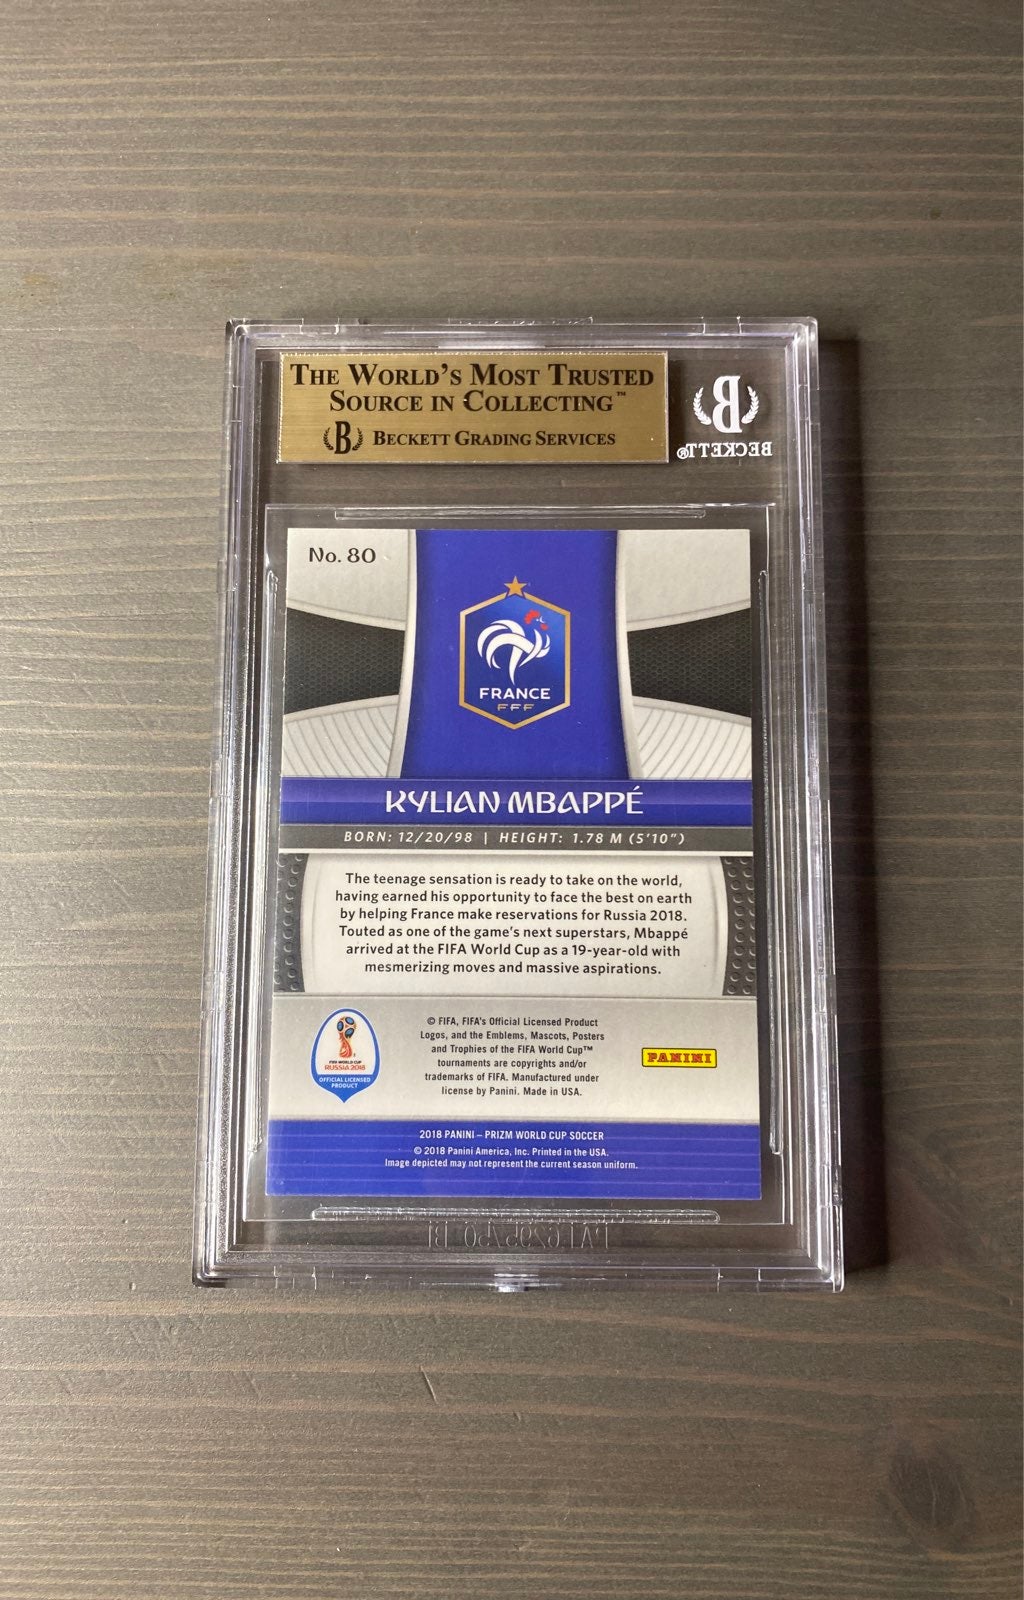 THE WORLD'S MOST TRUSTED
SOURCE IN COLLECTING™
B BECKETT GRADING SERVICES
B
BECKETT®
No. 80
FRANCE
FFF
KYLIAN MBAPPÉ
BORN: 12/20/98 | HEIGHT: 1.78 M (5'10")
The teenage sensation is ready to take on the world,
having earned his opportunity to face the best on earth
by helping France make reservations for Russia 2018.
Touted as one of the game's next superstars, Mbappé
arrived at the FIFA World Cup as a 19-year-old with
mesmerizing moves and massive aspirations.
FIFA WORLD CUP
RUSSIA 2018
OFFICIAL LICENSED
PRODUCT
© FIFA, FIFA's Official Licensed Product
Logos, and the Emblems, Mascots, Posters
and Trophies of the FIFA World Cup™
tournaments are copyrights and/or
trademarks of FIFA. Manufactured under
license by Panini. Made in USA.
PANINI
2018 PANINI – PRIZM WORLD CUP SOCCER
© 2018 Panini America, Inc. Printed in the USA.
Image depicted may not represent the current season uniform.